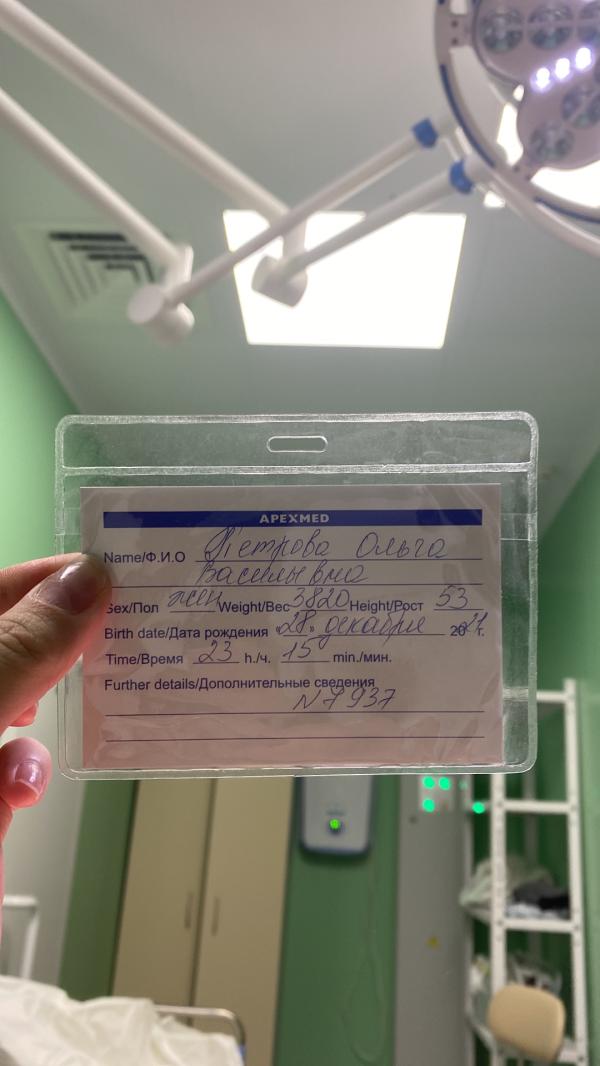 APEXMED
Name/Ф.И.О Петрова Ольга
Васильевна
Sex/Пол жен Weight/Вес 3820 Height/Рост 53
Birth date/Дата рождения «28» декабря 2021г.
Time/Время 23 h./ч. 15 min./мин.
Further details/Дополнительные сведения
N 7937